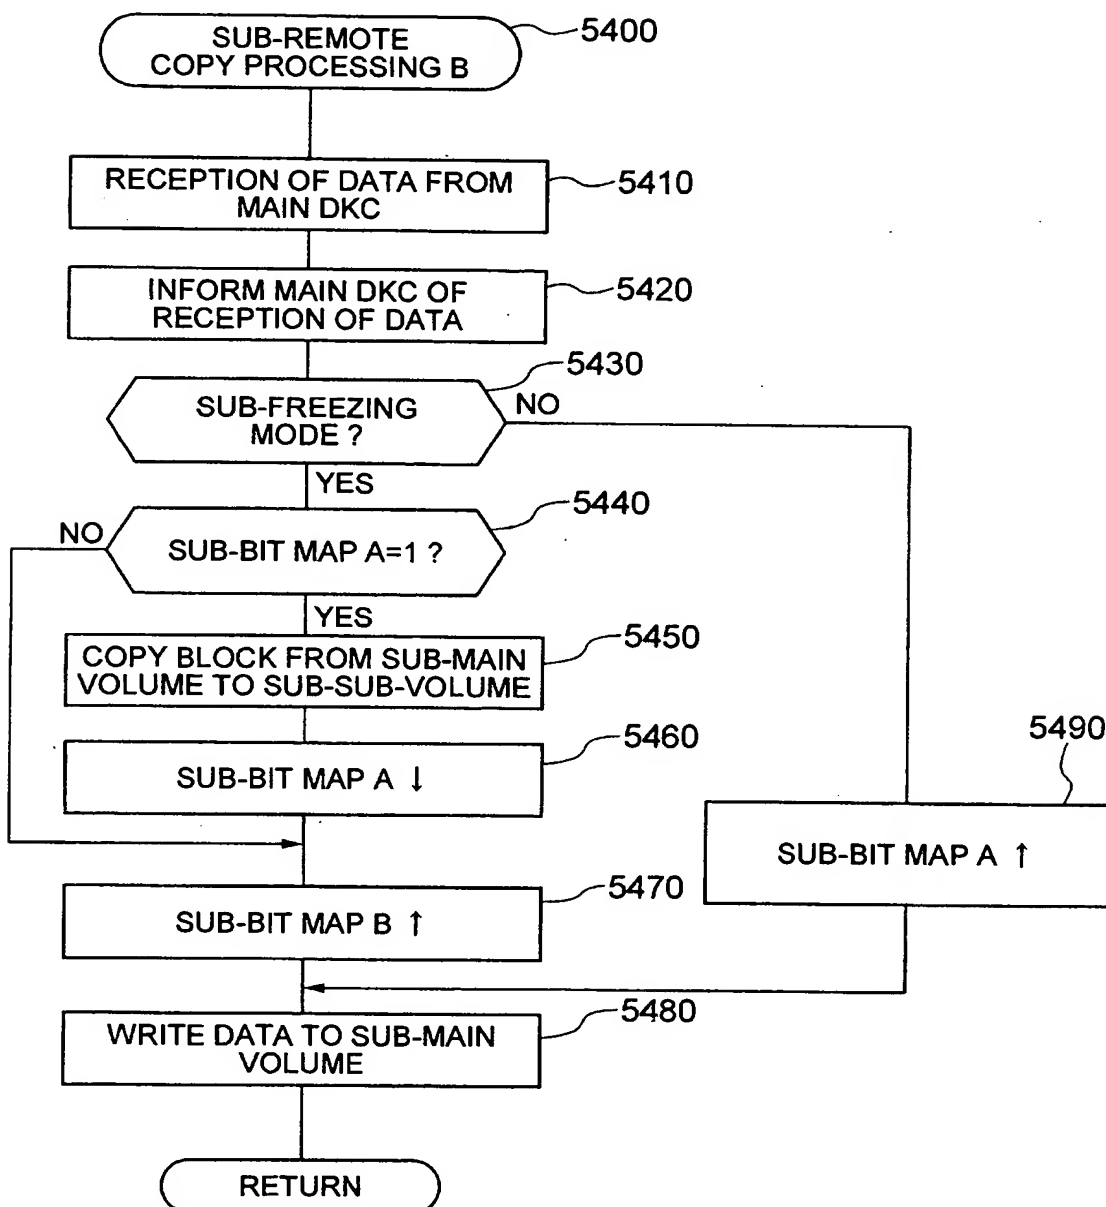 SUB-REMOTE
COPY PROCESSING B
5400
RECEPTION OF DATA FROM
MAIN DKC
5410
INFORM MAIN DKC OF
RECEPTION OF DATA
5420
5430
SUB-FREEZING
MODE ?
NO
YES
5440
NO
SUB-BIT MAP A=1 ?
YES
5450
COPY BLOCK FROM SUB-MAIN
VOLUME TO SUB-SUB-VOLUME
5460
SUB-BIT MAP A ↓
5490
SUB-BIT MAP A ↑
5470
SUB-BIT MAP B ↑
5480
WRITE DATA TO SUB-MAIN
VOLUME
RETURN